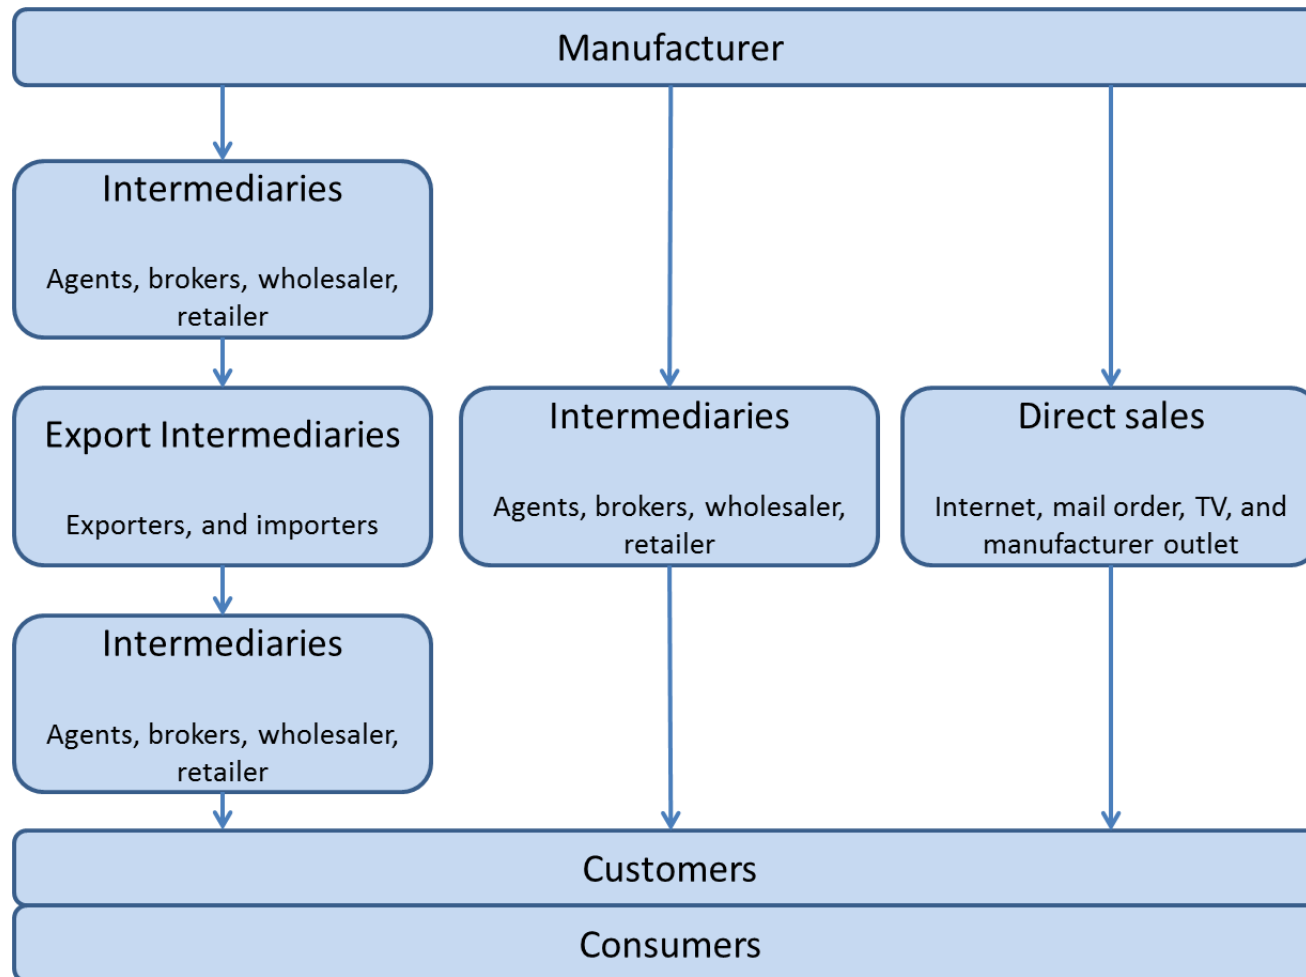 Manufacturer
Intermediaries
Agents, brokers, wholesaler,
retailer
Export Intermediaries
Exporters, and importers
Intermediaries
Agents, brokers, wholesaler,
retailer
Intermediaries
Agents, brokers, wholesaler,
retailer
Direct sales
Internet, mail order, TV, and
manufacturer outlet
Customers
Consumers